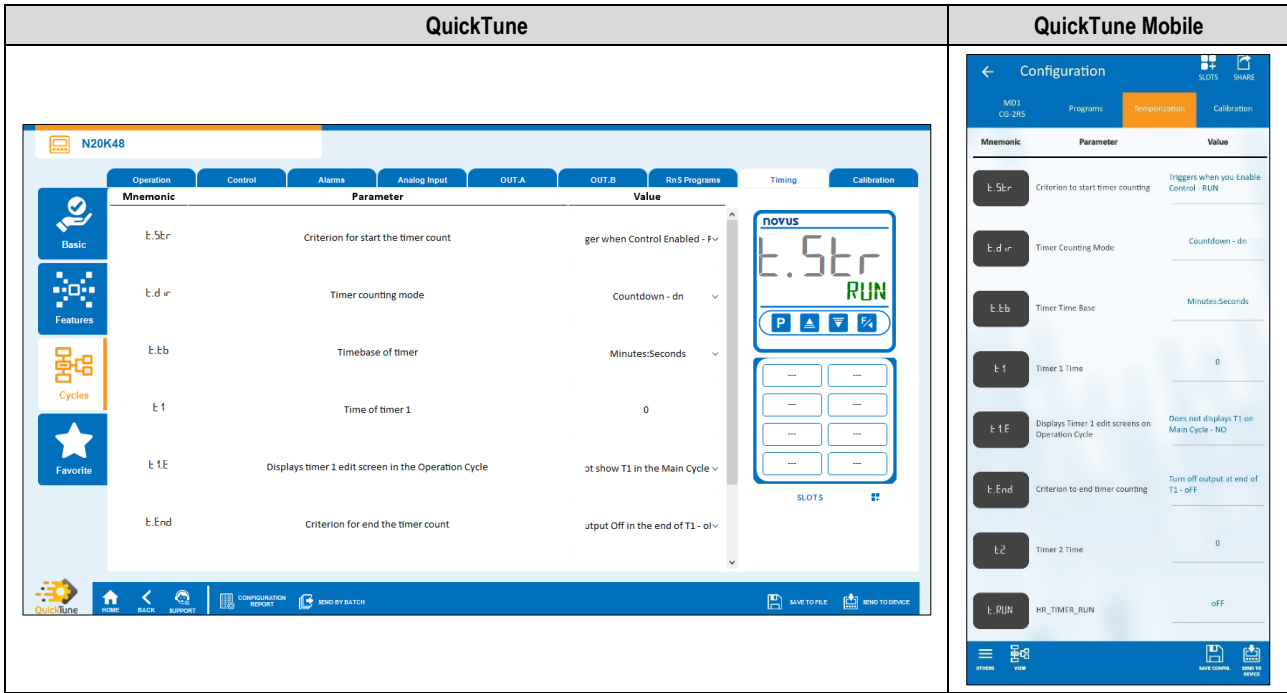 QuickTune
QuickTune Mobile
N20K48
Operation Control Alarms Analog Input OUT.A OUT.B RnS Programs Timing Calibration
Mnemonic Parameter Value
Basic
Features
Cycles
Favorite
t.Str Criterion for start the timer count ger when Control Enabled - R
t.d ir Timer counting mode Countdown - dn
t.tb Timebase of timer Minutes:Seconds
t 1 Time of timer 1 0
t 1.E Displays timer 1 edit screen in the Operation Cycle ot show T1 in the Main Cycle
t.End Criterion for end the timer count utput Off in the end of T1 - o
novus
t.Str
RUN
P F/4
--- ---
--- ---
--- ---
--- ---
SLOTS
QuickTune
HOME BACK SUPPORT
CONFIGURATION
REPORT
SEND BY BATCH
SAVE TO FILE
SEND TO DEVICE
Configuration
SLOTS SHARE
MD1
CG-2R5
Programs Temporization Calibration
Mnemonic Parameter Value
t.Str Criterion to start timer counting
Triggers when you Enable
Control - RUN
t.d ir Timer Counting Mode Countdown - dn
t.tb Timer Time Base Minutes:Seconds
t 1 Timer 1 Time 0
t 1.E
Displays Timer 1 edit screens on
Operation Cycle
Does not displays T1 on
Main Cycle - NO
t.End Criterion to end timer counting
Turn off output at end of
T1 - oFF
t2 Timer 2 Time 0
t.RUN HR_TIMER_RUN oFF
OTHERS VIEW
SAVE CONFIG.
SEND TO
DEVICE